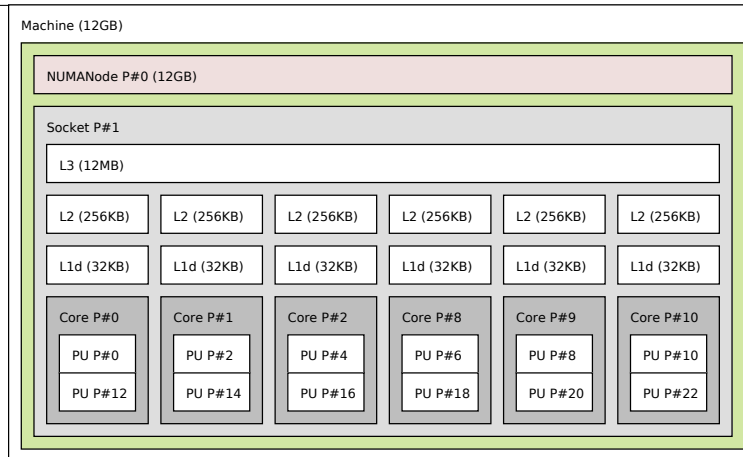 Machine (12GB)
NUMANode P#0 (12GB)
Socket P#1
L3 (12MB)
L2 (256KB) L2 (256KB) L2 (256KB) L2 (256KB) L2 (256KB) L2 (256KB)
L1d (32KB) L1d (32KB) L1d (32KB) L1d (32KB) L1d (32KB) L1d (32KB)
Core P#0 Core P#1 Core P#2 Core P#8 Core P#9 Core P#10
PU P#0 PU P#2 PU P#4 PU P#6 PU P#8 PU P#10
PU P#12 PU P#14 PU P#16 PU P#18 PU P#20 PU P#22